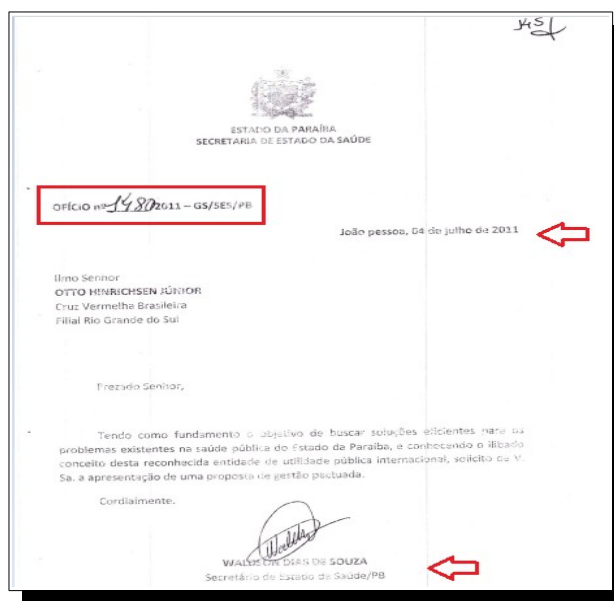 145
ESTADO DA PARAÍBA
SECRETARIA DE ESTADO DA SAÚDE
OFÍCIO nº 1480/2011 – GS/SES/PB
João pessoa, 04 de julho de 2011
Ilmo Senhor
OTTO HINRICHSEN JÚNIOR
Cruz Vermelha Brasileira
Filial Rio Grande do Sul
Prezado Senhor,
Tendo como fundamento o objetivo de buscar soluções eficientes para os
problemas existentes na saúde pública do Estado da Paraíba, e conhecendo o ilibado
conceito desta reconhecida entidade de utilidade pública internacional, solicito da V.
Sa. a apresentação de uma proposta de gestão pactuada.
Cordialmente.
WALDSON DIAS DE SOUZA
Secretário de Estado da Saúde/PB